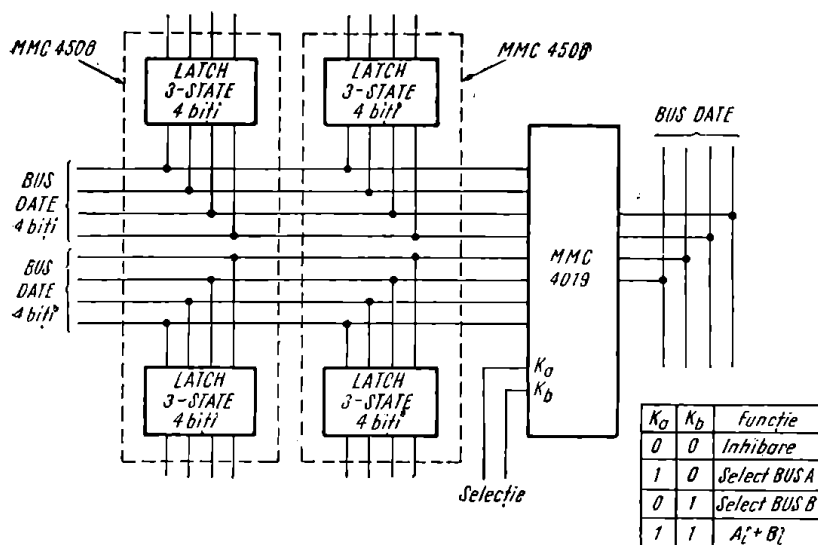 MMC 4508
MMC 4508
LATCH
3-STATE
4 biti
LATCH
3-STATE
4 biti
BUS DATE
BUS
DATE
4 biti
BUS
DATE
4 biti
MMC
4019
Ka
Kb
LATCH
3-STATE
4 biti
LATCH
3-STATE
4 biti
Selecție
Ka Kb Funcție
0 0 Inhibare
1 0 Select BUS A
0 1 Select BUS B
1 1 Ai + Bi